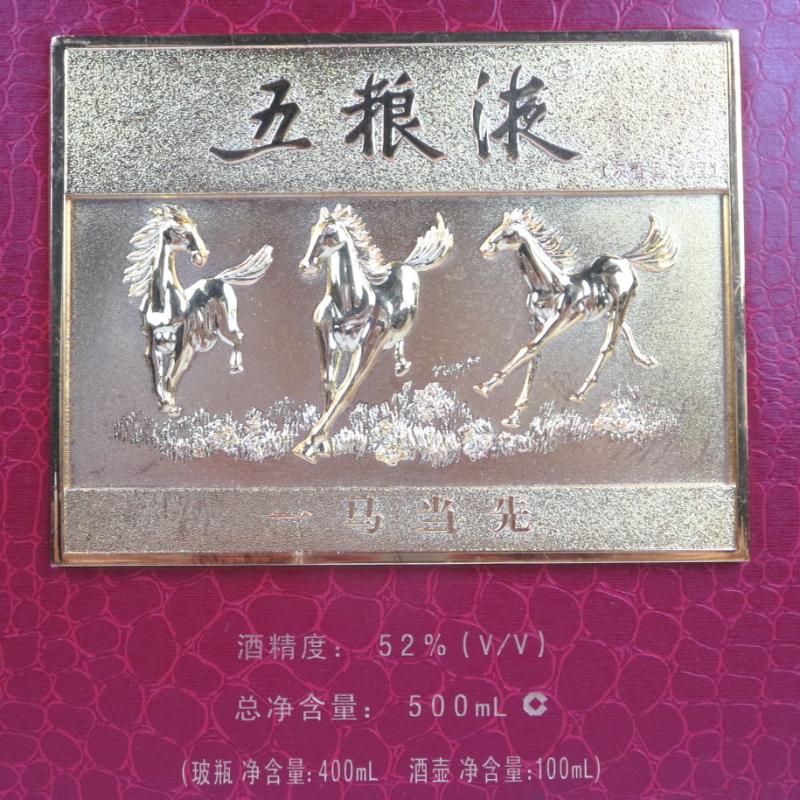 五粮液®
一马当先
酒精度： 52%(V/V)
总净含量： 500mL
(玻瓶 净含量:400mL 酒壶 净含量:100mL)